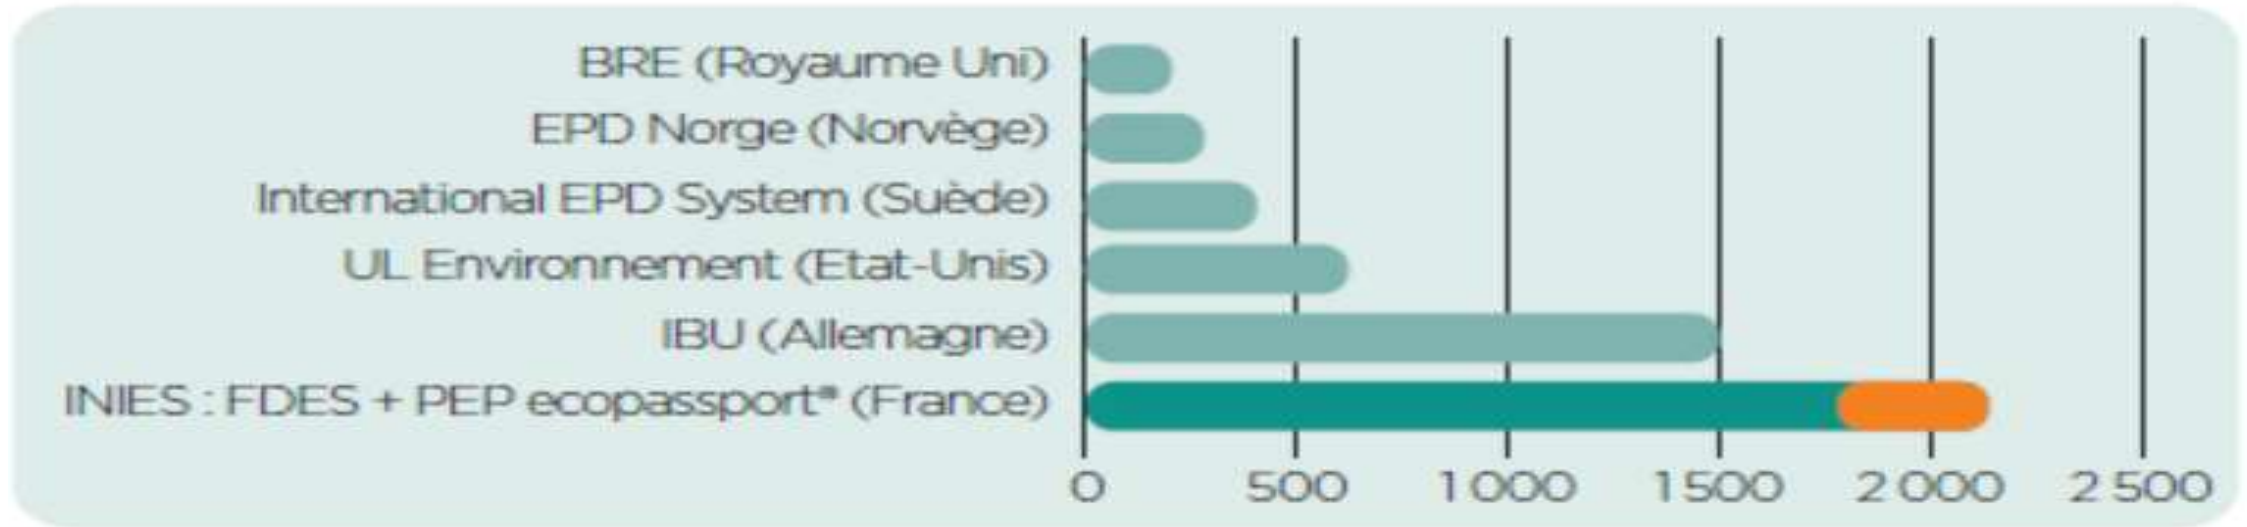 BRE (Royaume Uni)
EPD Norge (Norvège)
International EPD System (Suède)
UL Environnement (Etat-Unis)
IBU (Allemagne)
INIES : FDES + PEP ecopassport® (France)
0 500 1 000 1 500 2 000 2 500